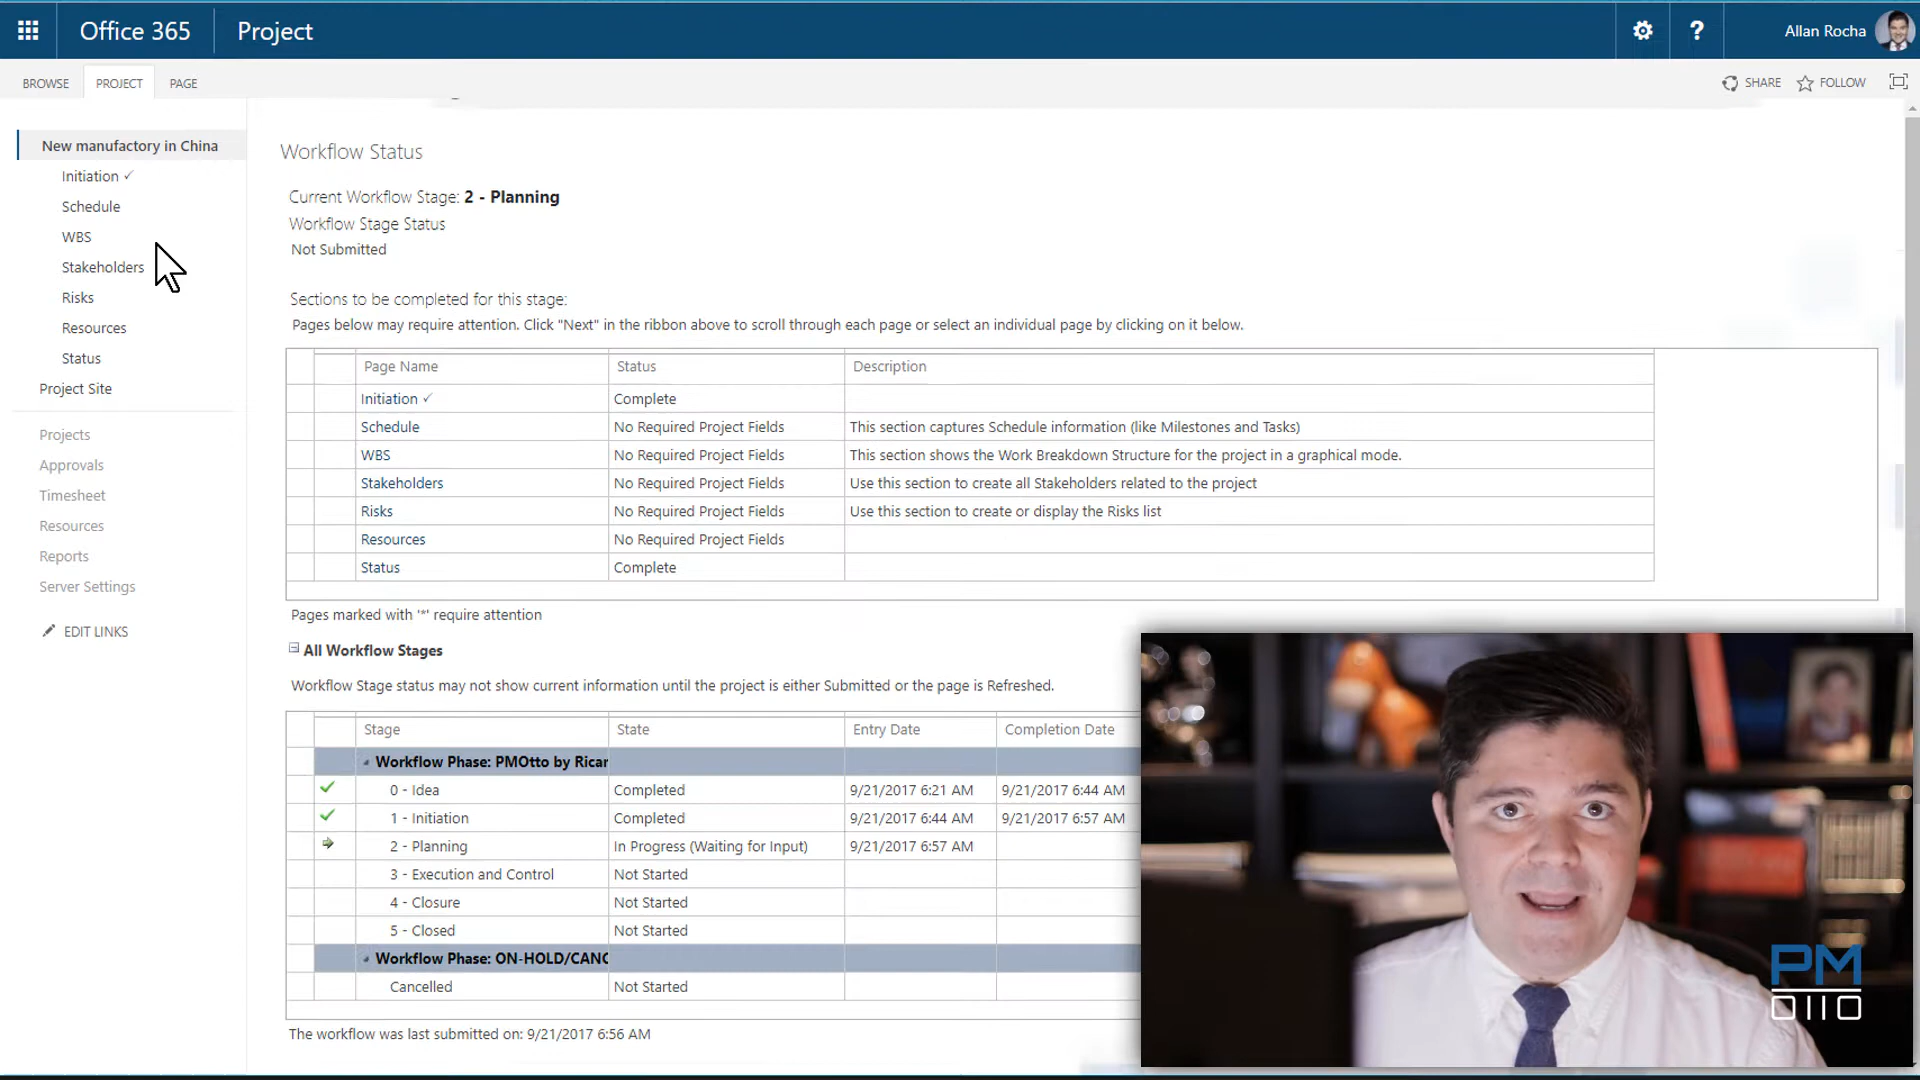 Office 365
Project
?
Allan Rocha
BROWSE
PROJECT
PAGE
SHARE
FOLLOW
New manufactory in China
Initiation ✓
Schedule
WBS
Stakeholders
Risks
Resources
Status
Project Site
Projects
Approvals
Timesheet
Resources
Reports
Server Settings
EDIT LINKS
Workflow Status
Current Workflow Stage: 2 - Planning
Workflow Stage Status
Not Submitted
Sections to be completed for this stage:
Pages below may require attention. Click "Next" in the ribbon above to scroll through each page or select an individual page by clicking on it below.
Page Name Status Description
Initiation ✓ Complete
Schedule No Required Project Fields This section captures Schedule information (like Milestones and Tasks)
WBS No Required Project Fields This section shows the Work Breakdown Structure for the project in a graphical mode.
Stakeholders No Required Project Fields Use this section to create all Stakeholders related to the project
Risks No Required Project Fields Use this section to create or display the Risks list
Resources No Required Project Fields
Status Complete
Pages marked with '*' require attention
All Workflow Stages
Workflow Stage status may not show current information until the project is either Submitted or the page is Refreshed.
Stage State Entry Date Completion Date
Workflow Phase: PMOtto by Ricar
0 - Idea Completed 9/21/2017 6:21 AM 9/21/2017 6:44 AM
1 - Initiation Completed 9/21/2017 6:44 AM 9/21/2017 6:57 AM
2 - Planning In Progress (Waiting for Input) 9/21/2017 6:57 AM
3 - Execution and Control Not Started
4 - Closure Not Started
5 - Closed Not Started
Workflow Phase: ON-HOLD/CANC
Cancelled Not Started
The workflow was last submitted on: 9/21/2017 6:56 AM
PM
OTTO